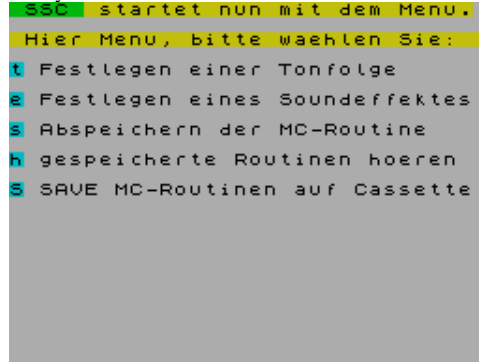 SSC startet nun mit dem Menu.
Hier Menu, bitte waehlen Sie:
t Festlegen einer Tonfolge
e Festlegen eines Soundeffektes
s Abspeichern der MC-Routine
h gespeicherte Routinen hoeren
S SAVE MC-Routinen auf Cassette